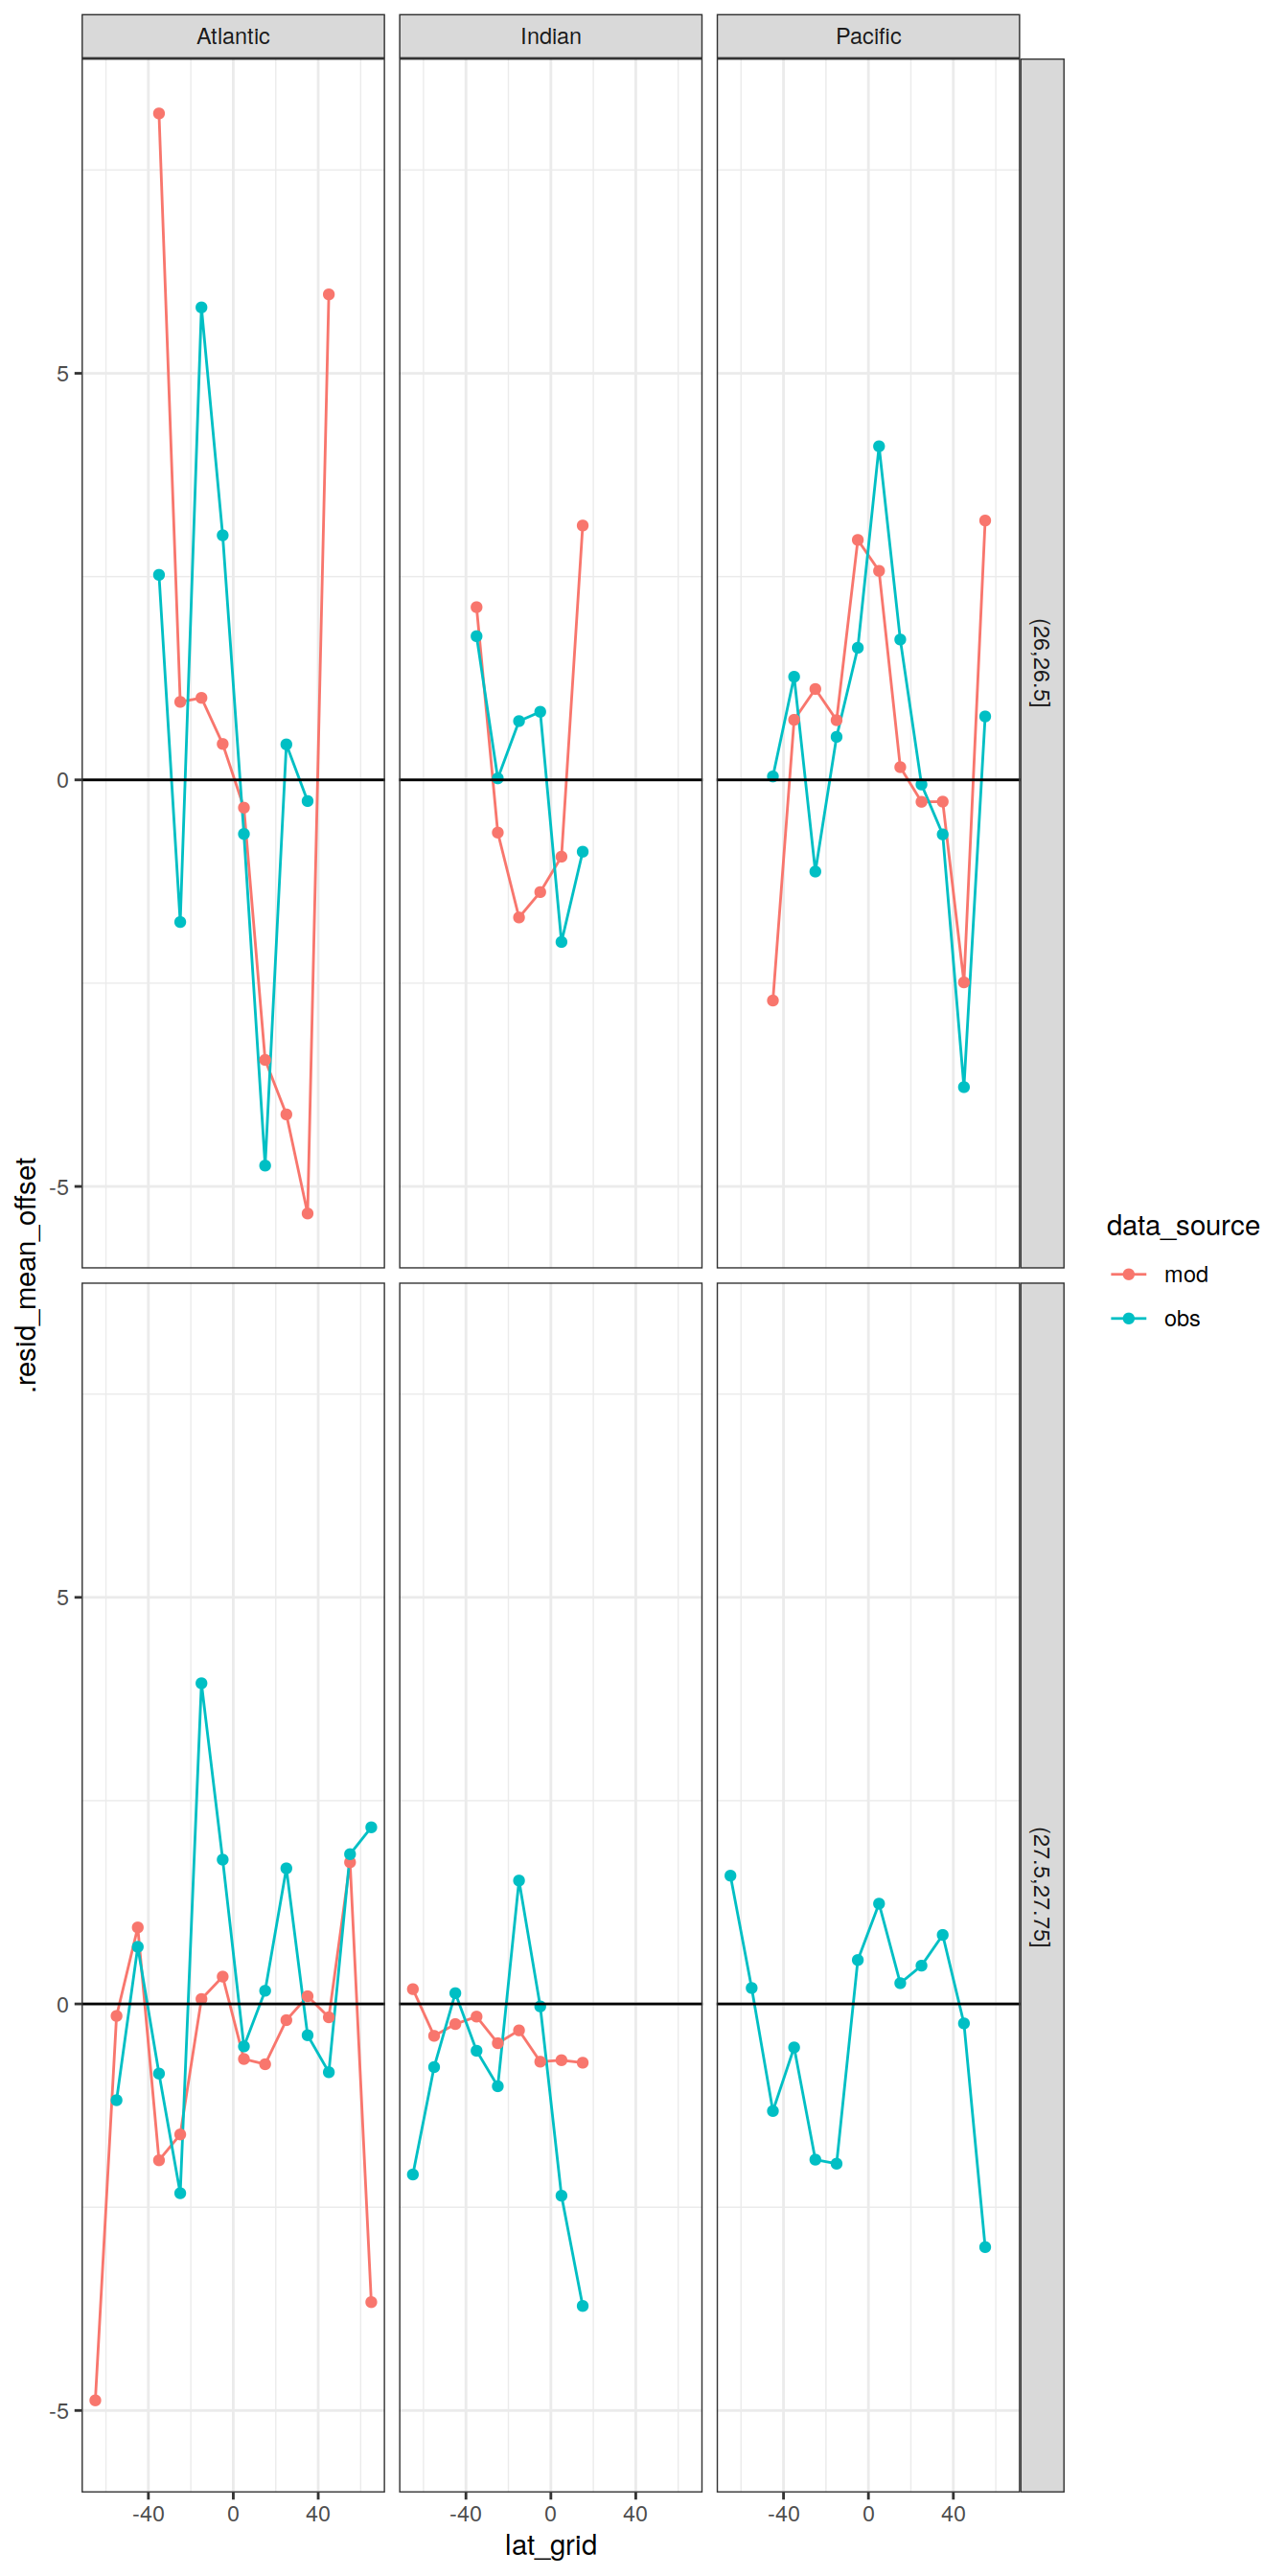 Atlantic Indian Pacific
5
0
-5
(26,26.5]
.resid_mean_offset
data_source
mod
obs
5
0
-5
(27.5,27.75]
-40 0 40 -40 0 40 -40 0 40
lat_grid